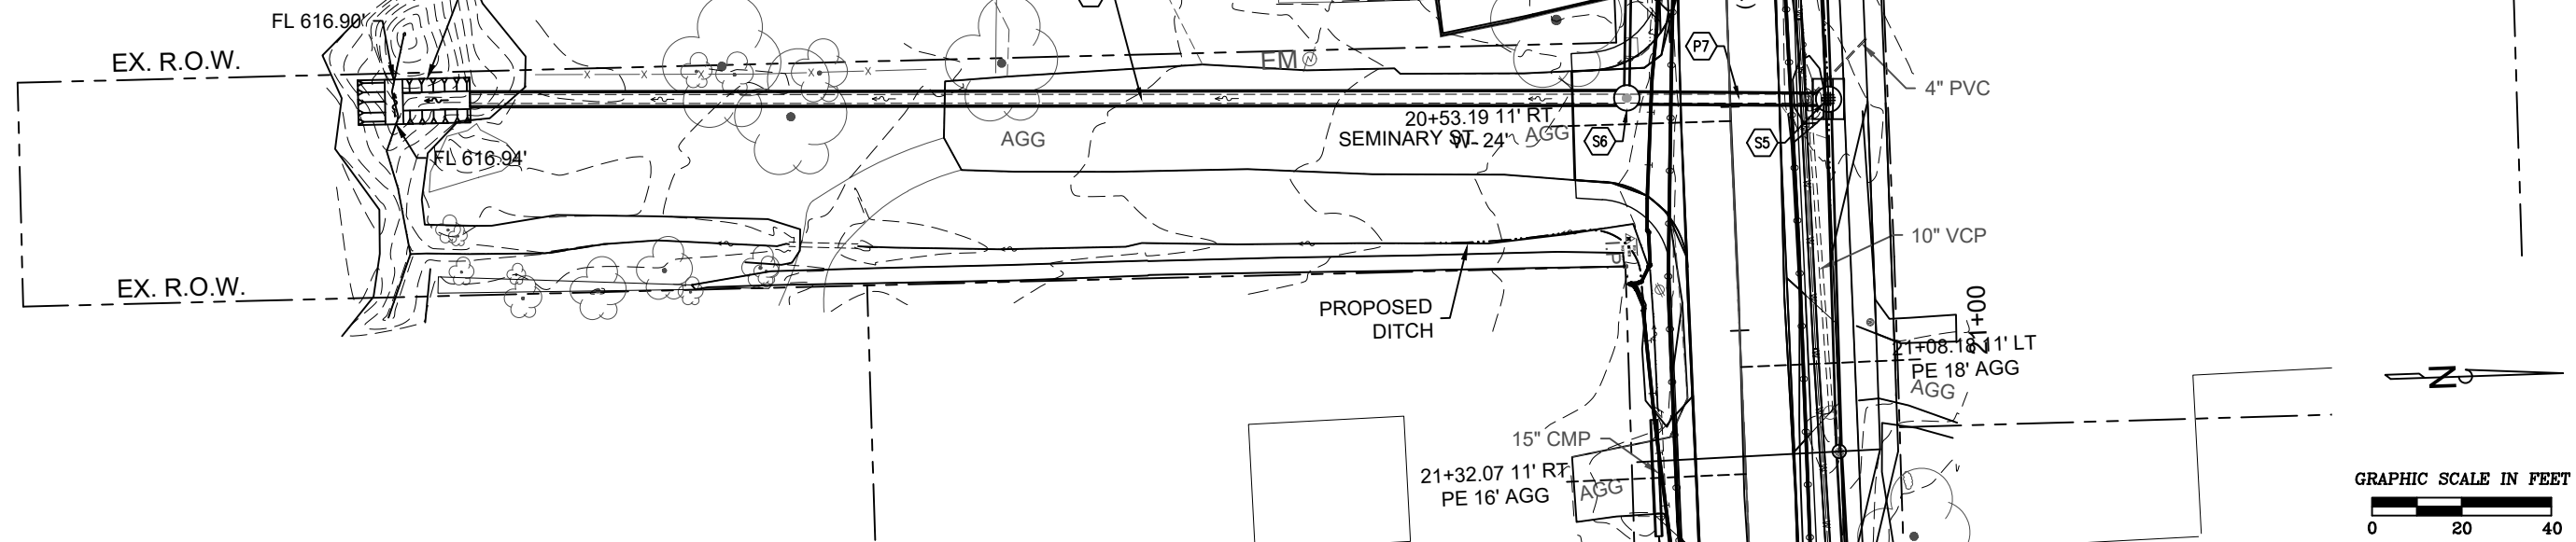 FL 616.90'
EX. R.O.W.
EM
P7
4" PVC
20+53.19 11' RT
SEMINARY ST.
W- 24'
AGG
AGG
S6
S5
FL 616.94'
10" VCP
EX. R.O.W.
PROPOSED
DITCH
21+00
21+08.18 11' LT
PE 18' AGG
AGG
N
15" CMP
21+32.07 11' RT
PE 16' AGG
AGG
GRAPHIC SCALE IN FEET
0 20 40